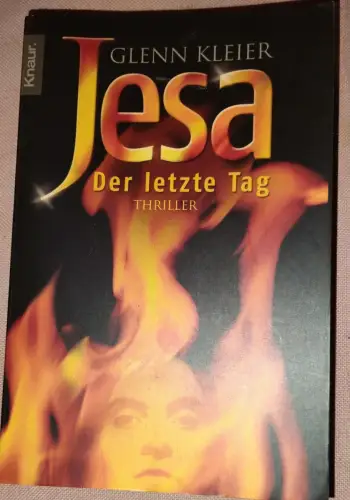 Knaur.
GLENN KLEIER
Jesa
Der letzte Tag
THRILLER